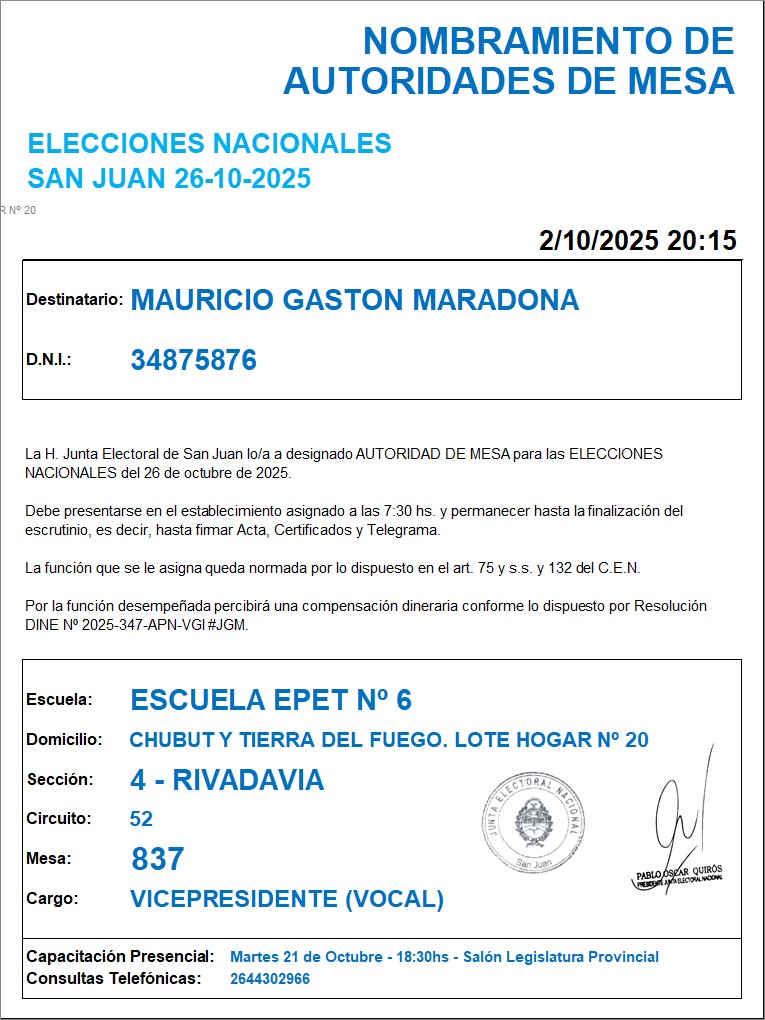 NOMBRAMIENTO DE
AUTORIDADES DE MESA
ELECCIONES NACIONALES
SAN JUAN 26-10-2025
R Nº 20
2/10/2025 20:15
Destinatario: MAURICIO GASTON MARADONA
D.N.I.: 34875876
La H. Junta Electoral de San Juan lo/a a designado AUTORIDAD DE MESA para las ELECCIONES
NACIONALES del 26 de octubre de 2025.
Debe presentarse en el establecimiento asignado a las 7:30 hs. y permanecer hasta la finalización del
escrutinio, es decir, hasta firmar Acta, Certificados y Telegrama.
La función que se le asigna queda normada por lo dispuesto en el art. 75 y s.s. y 132 del C.E.N.
Por la función desempeñada percibirá una compensación dineraria conforme lo dispuesto por Resolución
DINE Nº 2025-347-APN-VGI#JGM.
Escuela: ESCUELA EPET Nº 6
Domicilio: CHUBUT Y TIERRA DEL FUEGO. LOTE HOGAR Nº 20
Sección: 4 - RIVADAVIA
Circuito: 52
Mesa: 837
Cargo: VICEPRESIDENTE (VOCAL)
JUNTA ELECTORAL NACIONAL
San Juan
PABLO OSCAR QUIRÓS
PRESIDENTE JUNTA ELECTORAL NACIONAL
Capacitación Presencial: Martes 21 de Octubre - 18:30hs - Salón Legislatura Provincial
Consultas Telefónicas: 2644302966